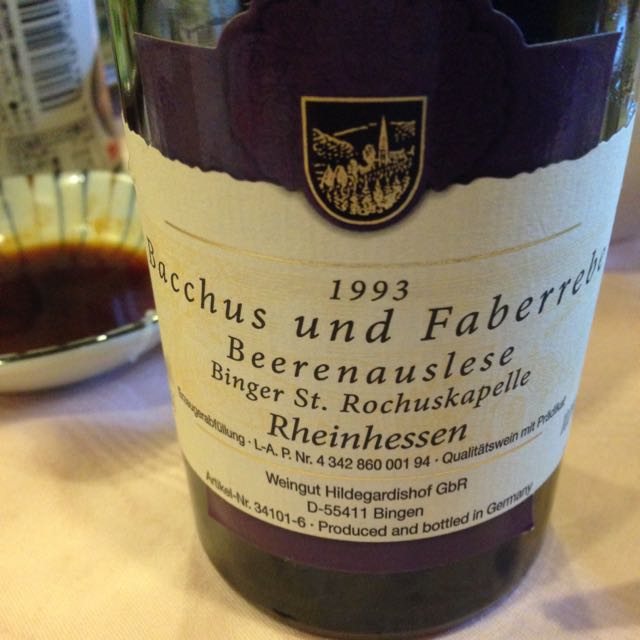 1993
Bacchus und Faberrebe
Beerenauslese
Binger St. Rochuskapelle
Rheinhessen
Erzeugerabfüllung · L-A. P. Nr. 4 342 860 001 94 · Qualitätswein mit Prädikat
Weingut Hildegardishof GbR
D-55411 Bingen
Artikel-Nr. 34101-6 · Produced and bottled in Germany